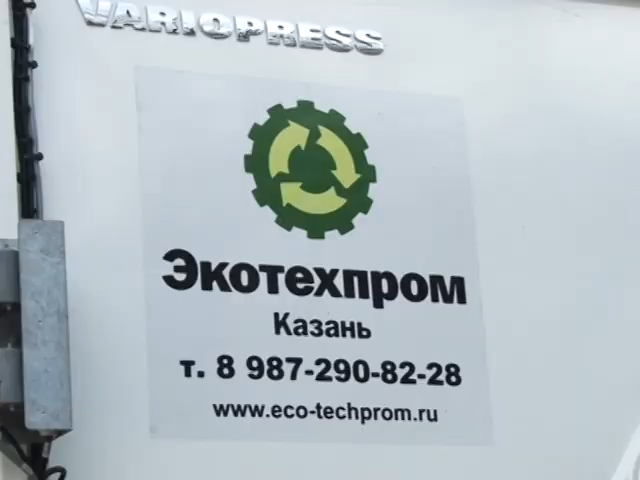 VARIOPRESS
Экотехпром
Казань
т. 8 987-290-82-28
www.eco-techprom.ru